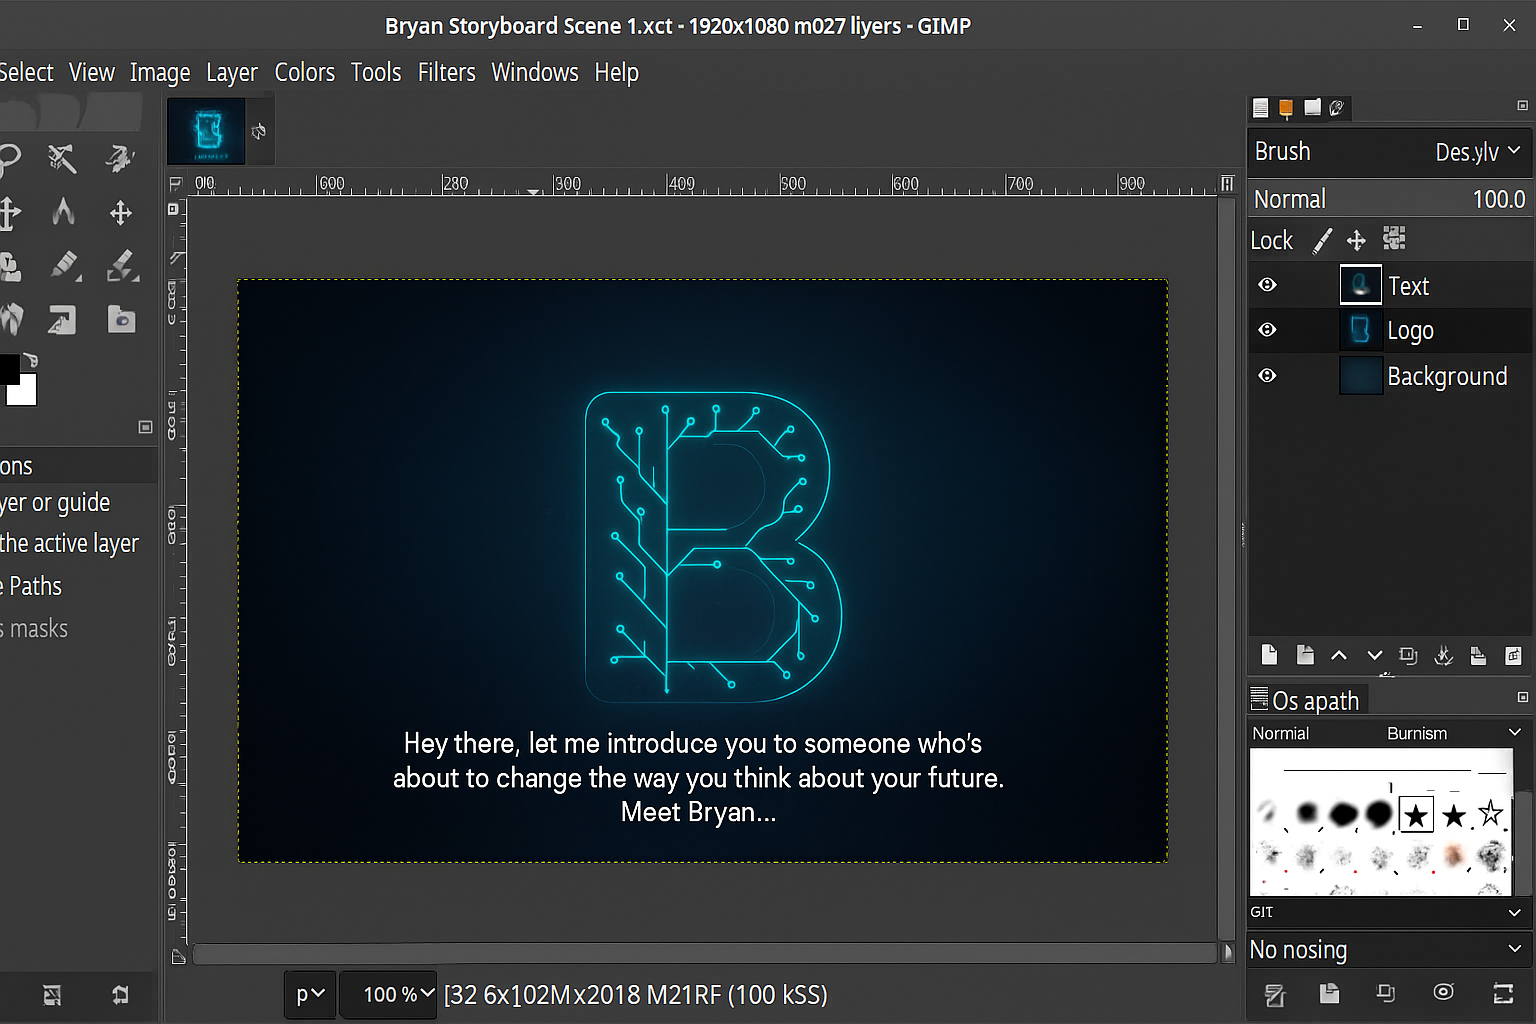 Bryan Storyboard Scene 1.xct - 1920x1080 m027 liyers - GIMP
Select View Image Layer Colors Tools Filters Windows Help
600 280 300 409 500 600 700 900
Brush Des.ylv
Normal 100.0
Lock
Text
Logo
Background
ons
yer or guide
the active layer
e Paths
s masks
B
Hey there, let me introduce you to someone who's
about to change the way you think about your future.
Meet Bryan...
Os apath
Normal Burnism
GIT
No nosing
p 100 % [32 6x102Mx2018 M21RF (100 kSS)